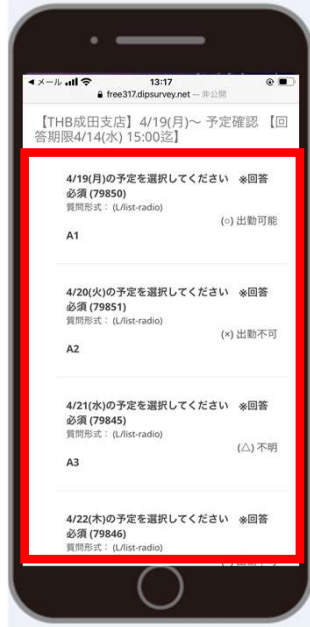 メール 13:17
free317.dipsurvey.net — 非公開
【THB成田支店】4/19(月)～ 予定確認 【回
答期限4/14(水) 15:00迄】
4/19(月)の予定を選択してください ※回答
必須 (79850)
質問形式： (L/list-radio)
(○) 出勤可能
A1
4/20(火)の予定を選択してください ※回答
必須 (79851)
質問形式： (L/list-radio)
(×) 出勤不可
A2
4/21(水)の予定を選択してください ※回答
必須 (79845)
質問形式： (L/list-radio)
(△) 不明
A3
4/22(木)の予定を選択してください ※回答
必須 (79846)
質問形式： (L/list-radio)